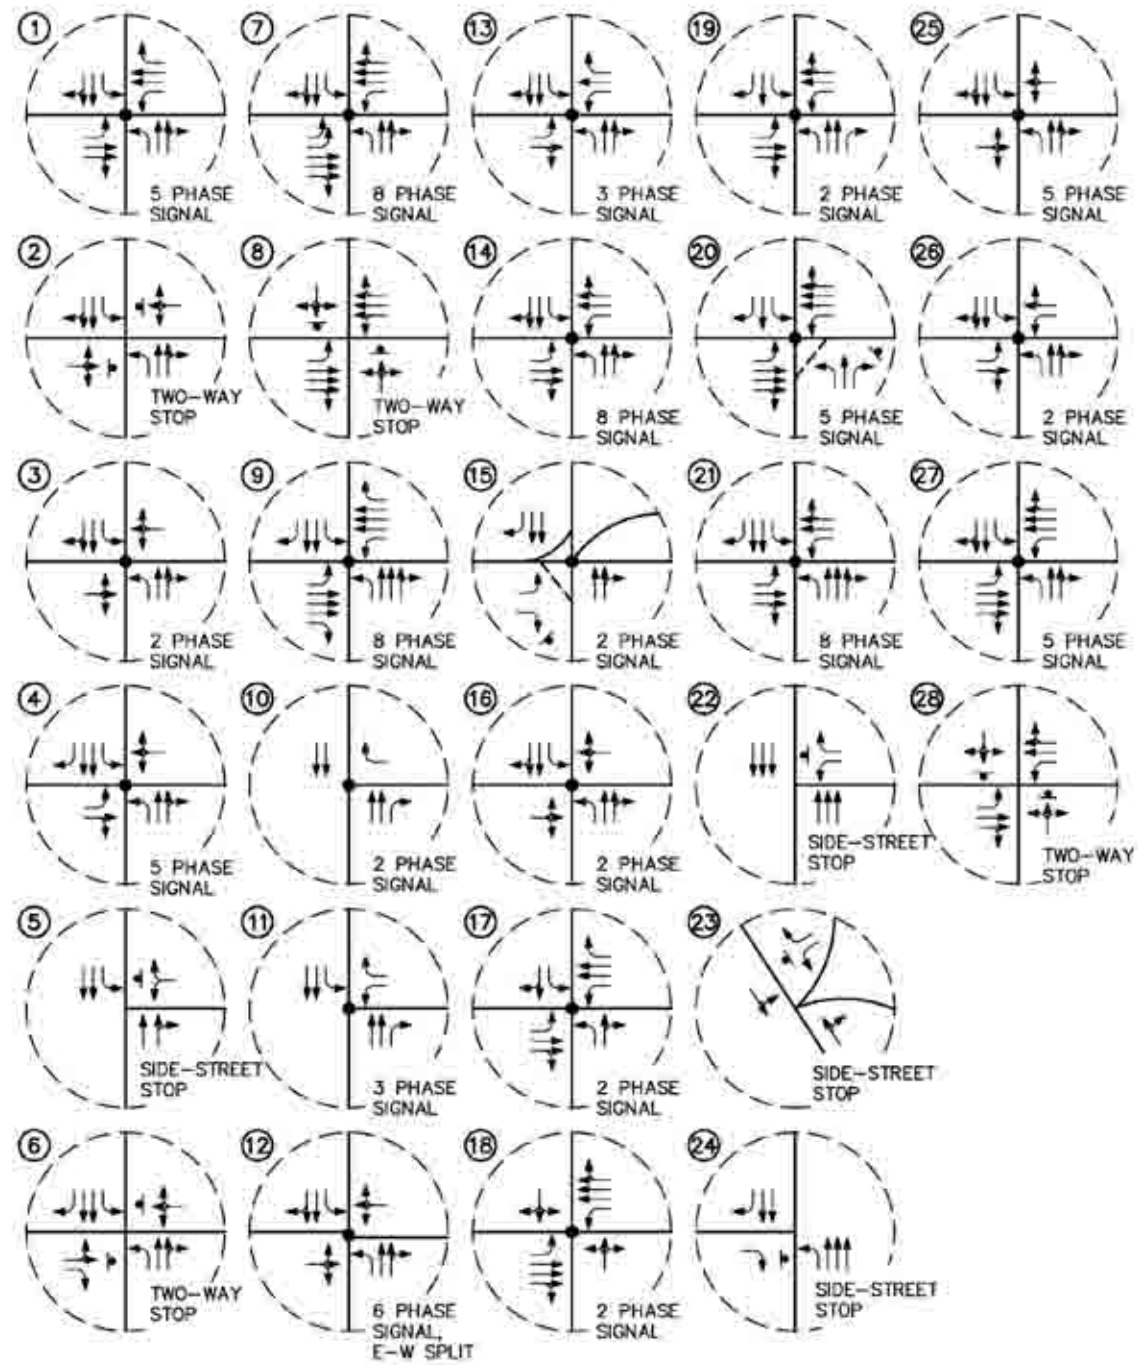 1
7
13
19
25
5 PHASE
SIGNAL
8 PHASE
SIGNAL
3 PHASE
SIGNAL
2 PHASE
SIGNAL
5 PHASE
SIGNAL
2
8
14
20
26
TWO-WAY
STOP
TWO-WAY
STOP
8 PHASE
SIGNAL
5 PHASE
SIGNAL
2 PHASE
SIGNAL
3
9
15
21
27
2 PHASE
SIGNAL
8 PHASE
SIGNAL
2 PHASE
SIGNAL
8 PHASE
SIGNAL
5 PHASE
SIGNAL
4
10
16
22
28
5 PHASE
SIGNAL
2 PHASE
SIGNAL
2 PHASE
SIGNAL
SIDE-STREET
STOP
TWO-WAY
STOP
5
11
17
23
SIDE-STREET
STOP
3 PHASE
SIGNAL
2 PHASE
SIGNAL
SIDE-STREET
STOP
6
12
18
24
TWO-WAY
STOP
6 PHASE
SIGNAL,
E-W SPLIT
2 PHASE
SIGNAL
SIDE-STREET
STOP